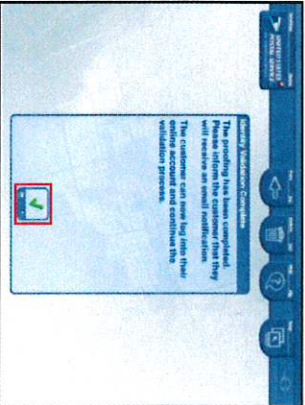 UNITED STATES
POSTAL SERVICE
Identity Validation Complete
The proofing has been completed.
Please inform the customer that they
will receive an email notification.
The customer can now log into their
online account and continue the
validation process.